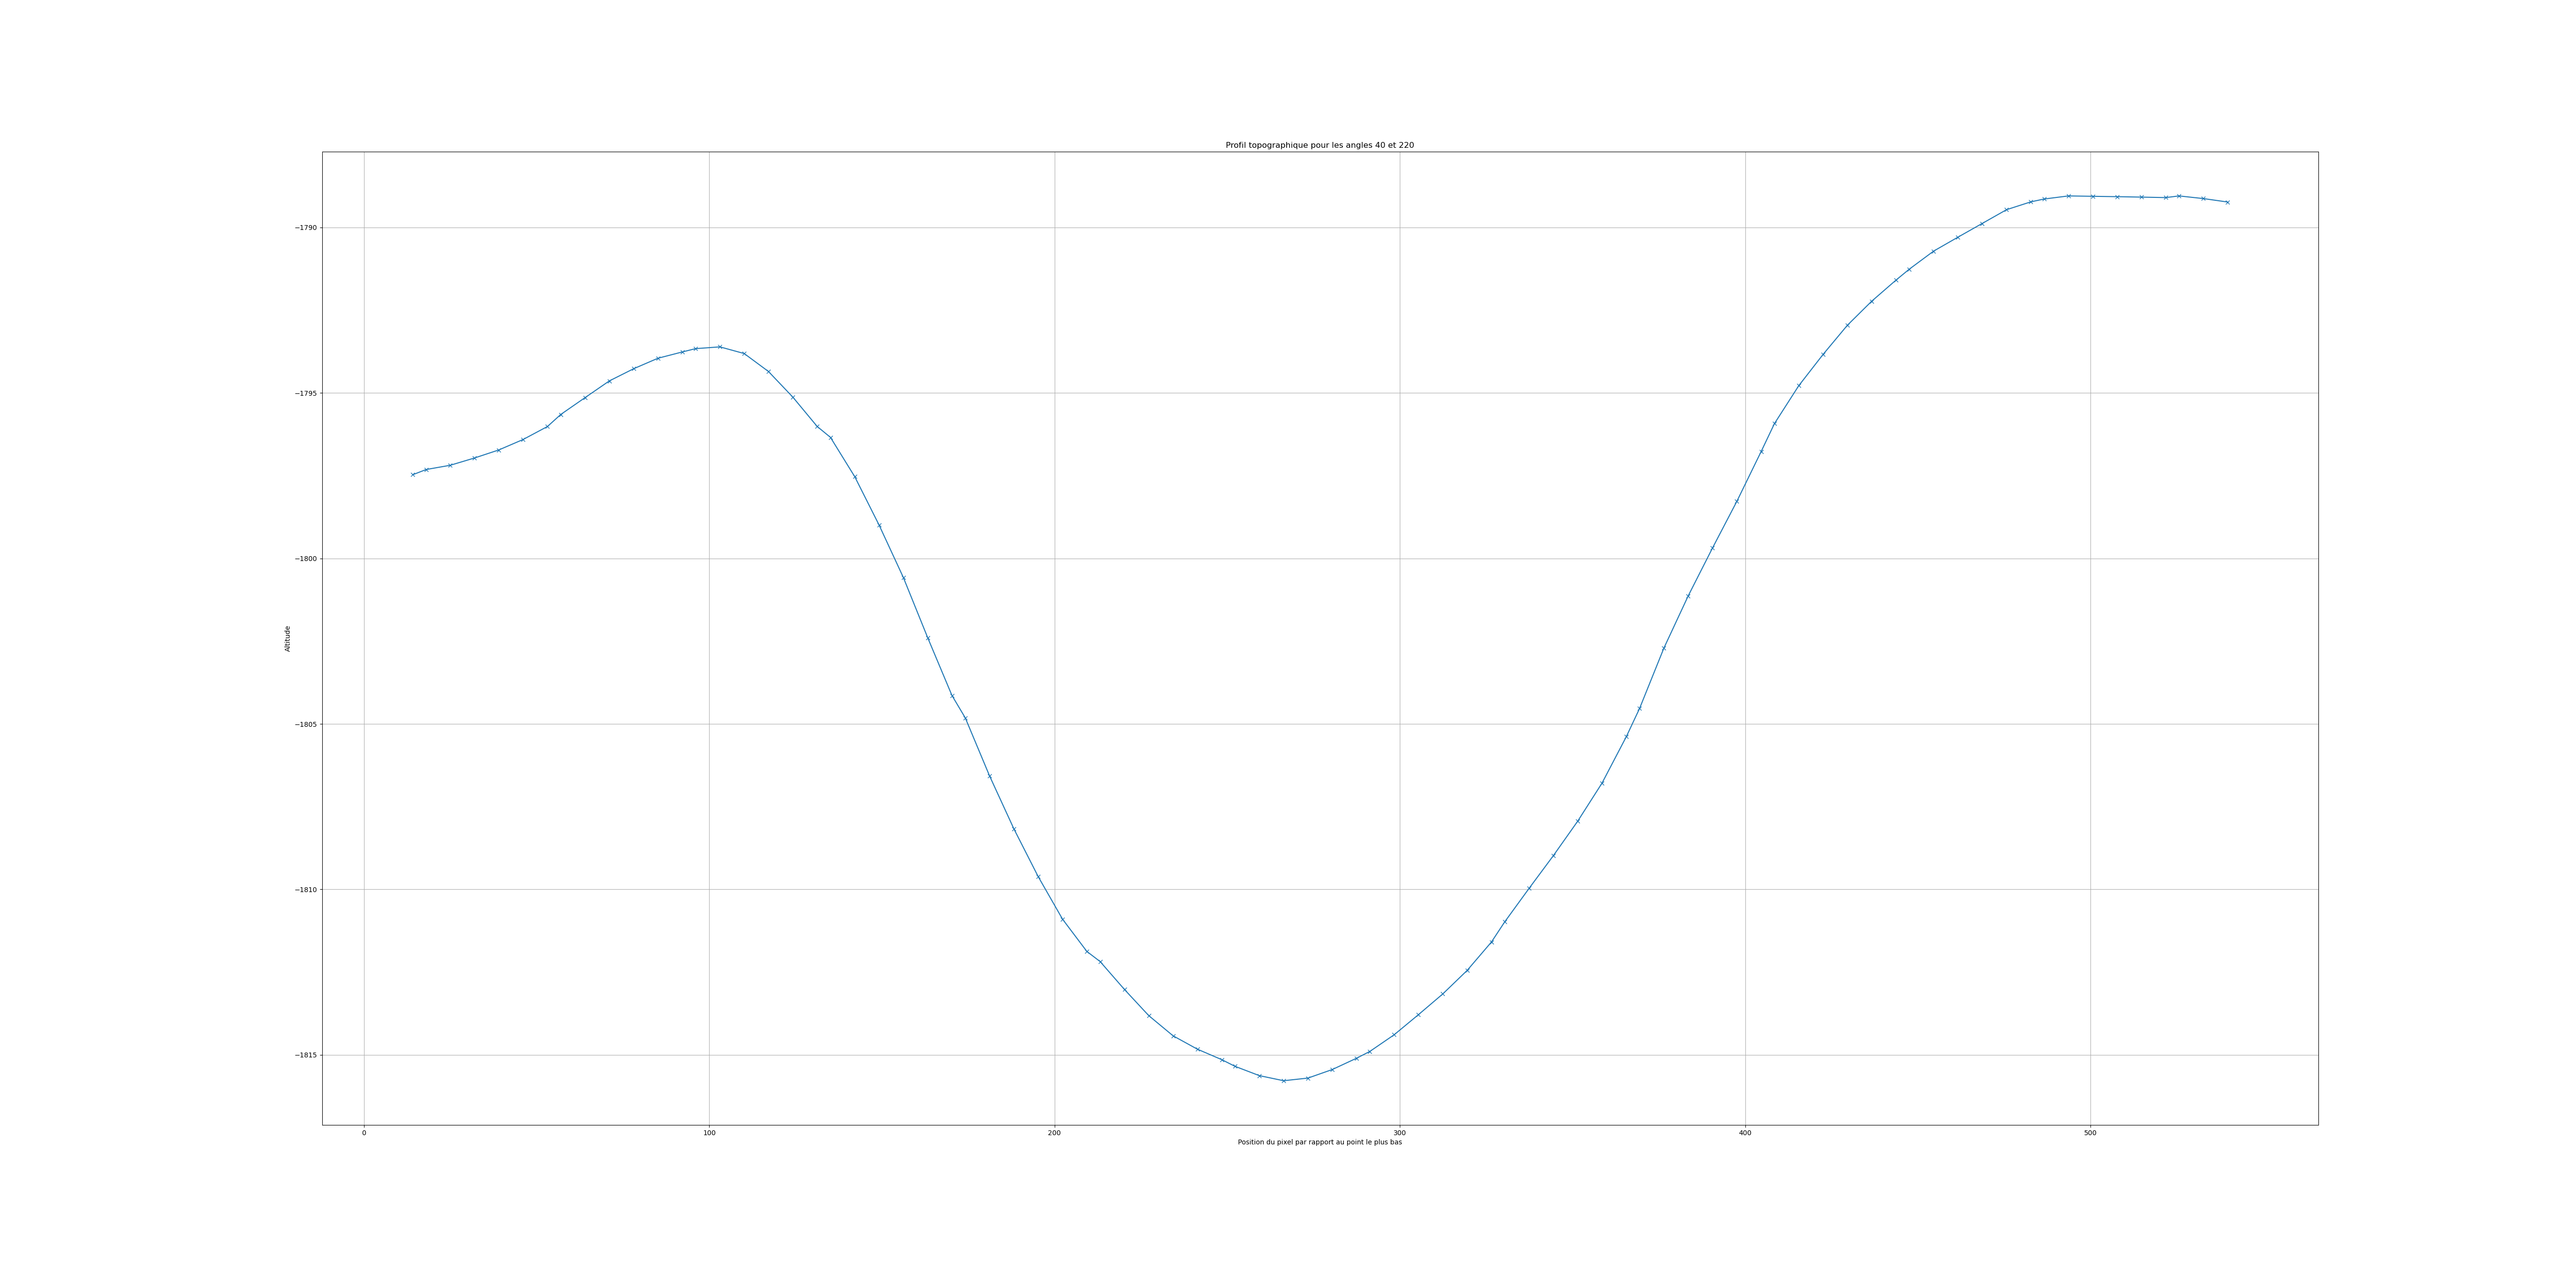 Profil topographique pour les angles 40 et 220
−1790
−1795
−1800
−1805
−1810
−1815
Altitude
0 100 200 300 400 500
Position du pixel par rapport au point le plus bas